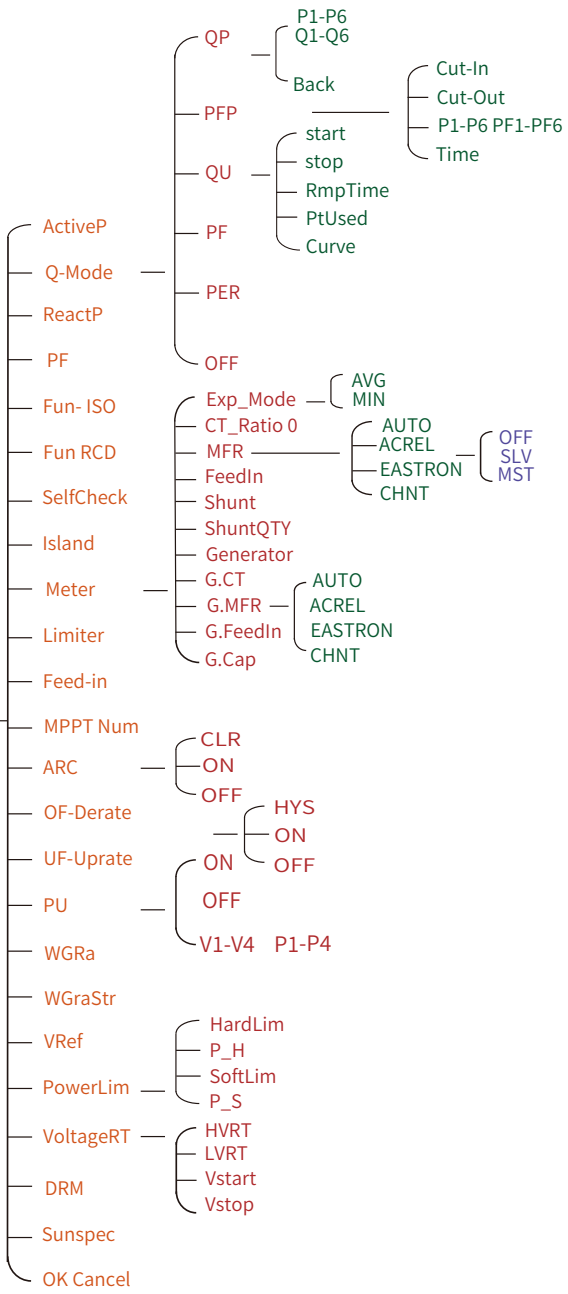 P1-P6
Q1-Q6
Back
QP
PFP
QU
PF
PER
OFF
Cut-In
Cut-Out
P1-P6 PF1-PF6
Time
start
stop
RmpTime
PtUsed
Curve
ActiveP
Q-Mode
ReactP
PF
Fun- ISO
Fun RCD
SelfCheck
Island
Meter
Limiter
Feed-in
MPPT Num
ARC
OF-Derate
UF-Uprate
PU
WGRa
WGraStr
VRef
PowerLim
VoltageRT
DRM
Sunspec
OK Cancel
Exp_Mode
CT_Ratio 0
MFR
FeedIn
Shunt
ShuntQTY
Generator
G.CT
G.MFR
G.FeedIn
G.Cap
AVG
MIN
AUTO
ACREL
EASTRON
CHNT
OFF
SLV
MST
AUTO
ACREL
EASTRON
CHNT
CLR
ON
OFF
HYS
ON
OFF
ON
OFF
V1-V4 P1-P4
HardLim
P_H
SoftLim
P_S
HVRT
LVRT
Vstart
Vstop